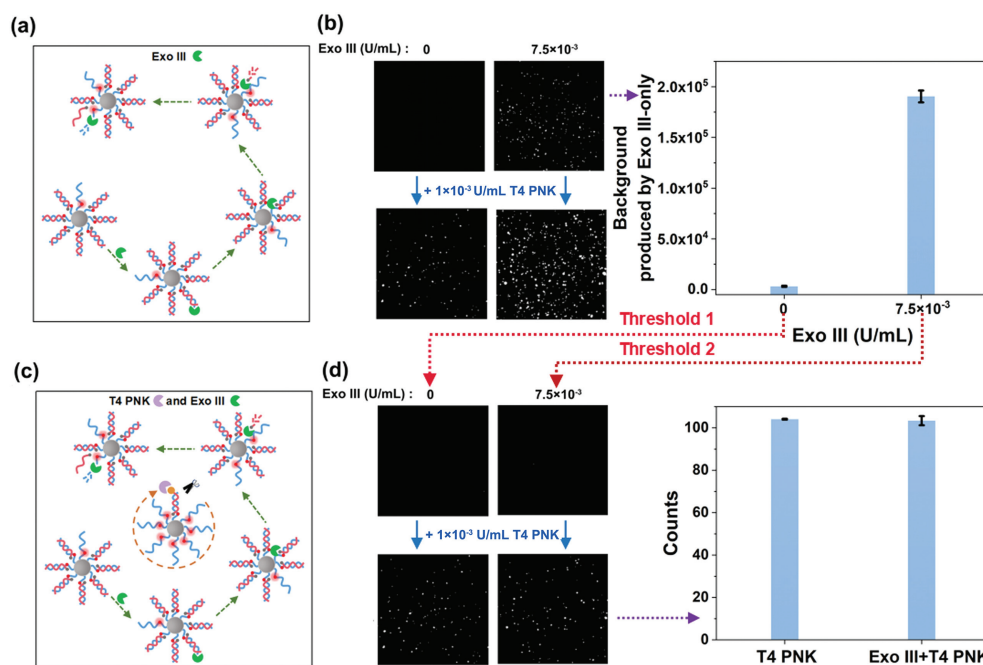 (a)
Exo III
(b)
Exo III (U/mL) : 0 7.5×10⁻³
+ 1×10⁻³ U/mL T4 PNK
Background
produced by Exo III-only
2.0x10⁵
1.5x10⁵
1.0x10⁵
5.0x10⁴
0.0
0 7.5×10⁻³
Exo III (U/mL)
Threshold 1
Threshold 2
(c)
T4 PNK and Exo III
(d)
Exo III (U/mL) : 0 7.5×10⁻³
+ 1×10⁻³ U/mL T4 PNK
Counts
100
80
60
40
20
0
T4 PNK Exo III+T4 PNK